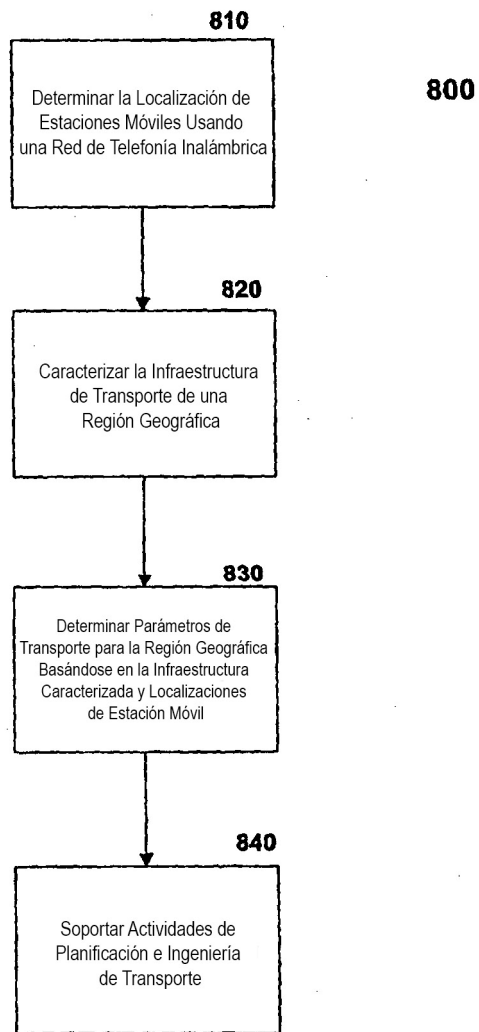 810
800
Determinar la Localización de
Estaciones Móviles Usando
una Red de Telefonía Inalámbrica
820
Caracterizar la Infraestructura
de Transporte de una
Región Geográfica
830
Determinar Parámetros de
Transporte para la Región Geográfica
Basándose en la Infraestructura
Caracterizada y Localizaciones
de Estación Móvil
840
Soportar Actividades de
Planificación e Ingeniería
de Transporte